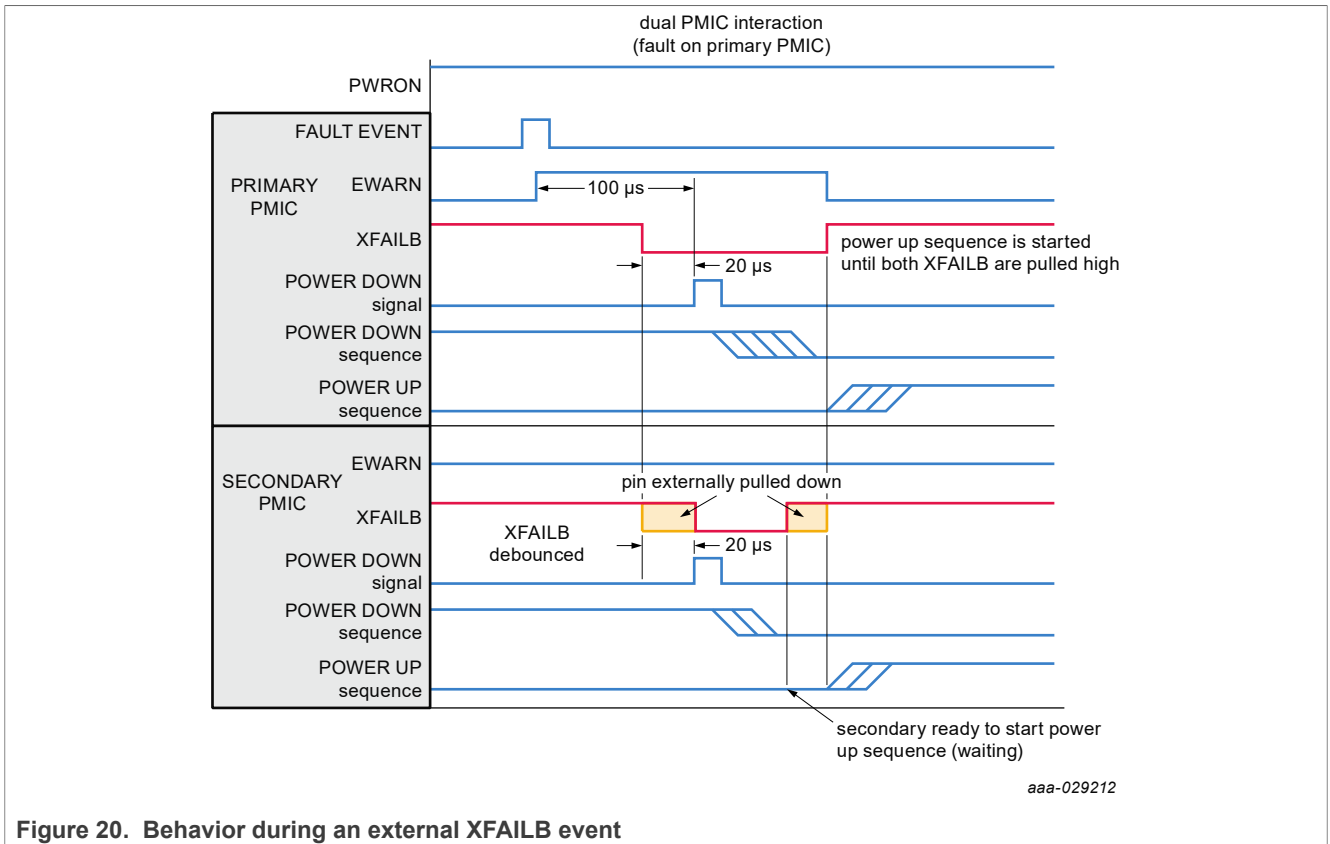 dual PMIC interaction
(fault on primary PMIC)
PWRON
FAULT EVENT
PRIMARY
PMIC
EWARN
100 µs
XFAILB
power up sequence is started
until both XFAILB are pulled high
20 µs
POWER DOWN
signal
POWER DOWN
sequence
POWER UP
sequence
SECONDARY
PMIC
EWARN
pin externally pulled down
XFAILB
XFAILB
debounced
20 µs
POWER DOWN
signal
POWER DOWN
sequence
POWER UP
sequence
secondary ready to start power
up sequence (waiting)
aaa-029212
Figure 20. Behavior during an external XFAILB event